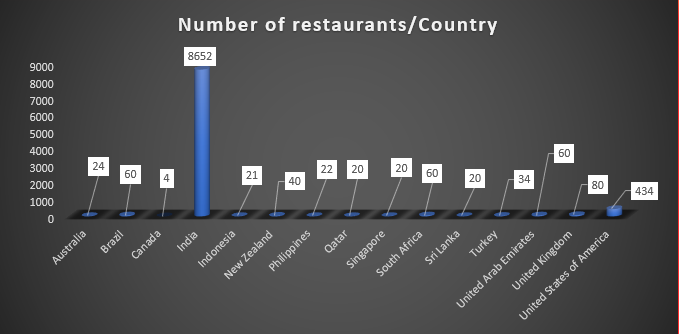 Number of restaurants/Country
8652
9000
8000
7000
6000
5000
4000
3000
2000
1000
0
24
60
4
21
40
22
20
20
60
20
34
60
80
434
Australia
Brazil
Canada
India
Indonesia
New Zealand
Philippines
Qatar
Singapore
South Africa
Sri Lanka
Turkey
United Arab Emirates
United Kingdom
United States of America